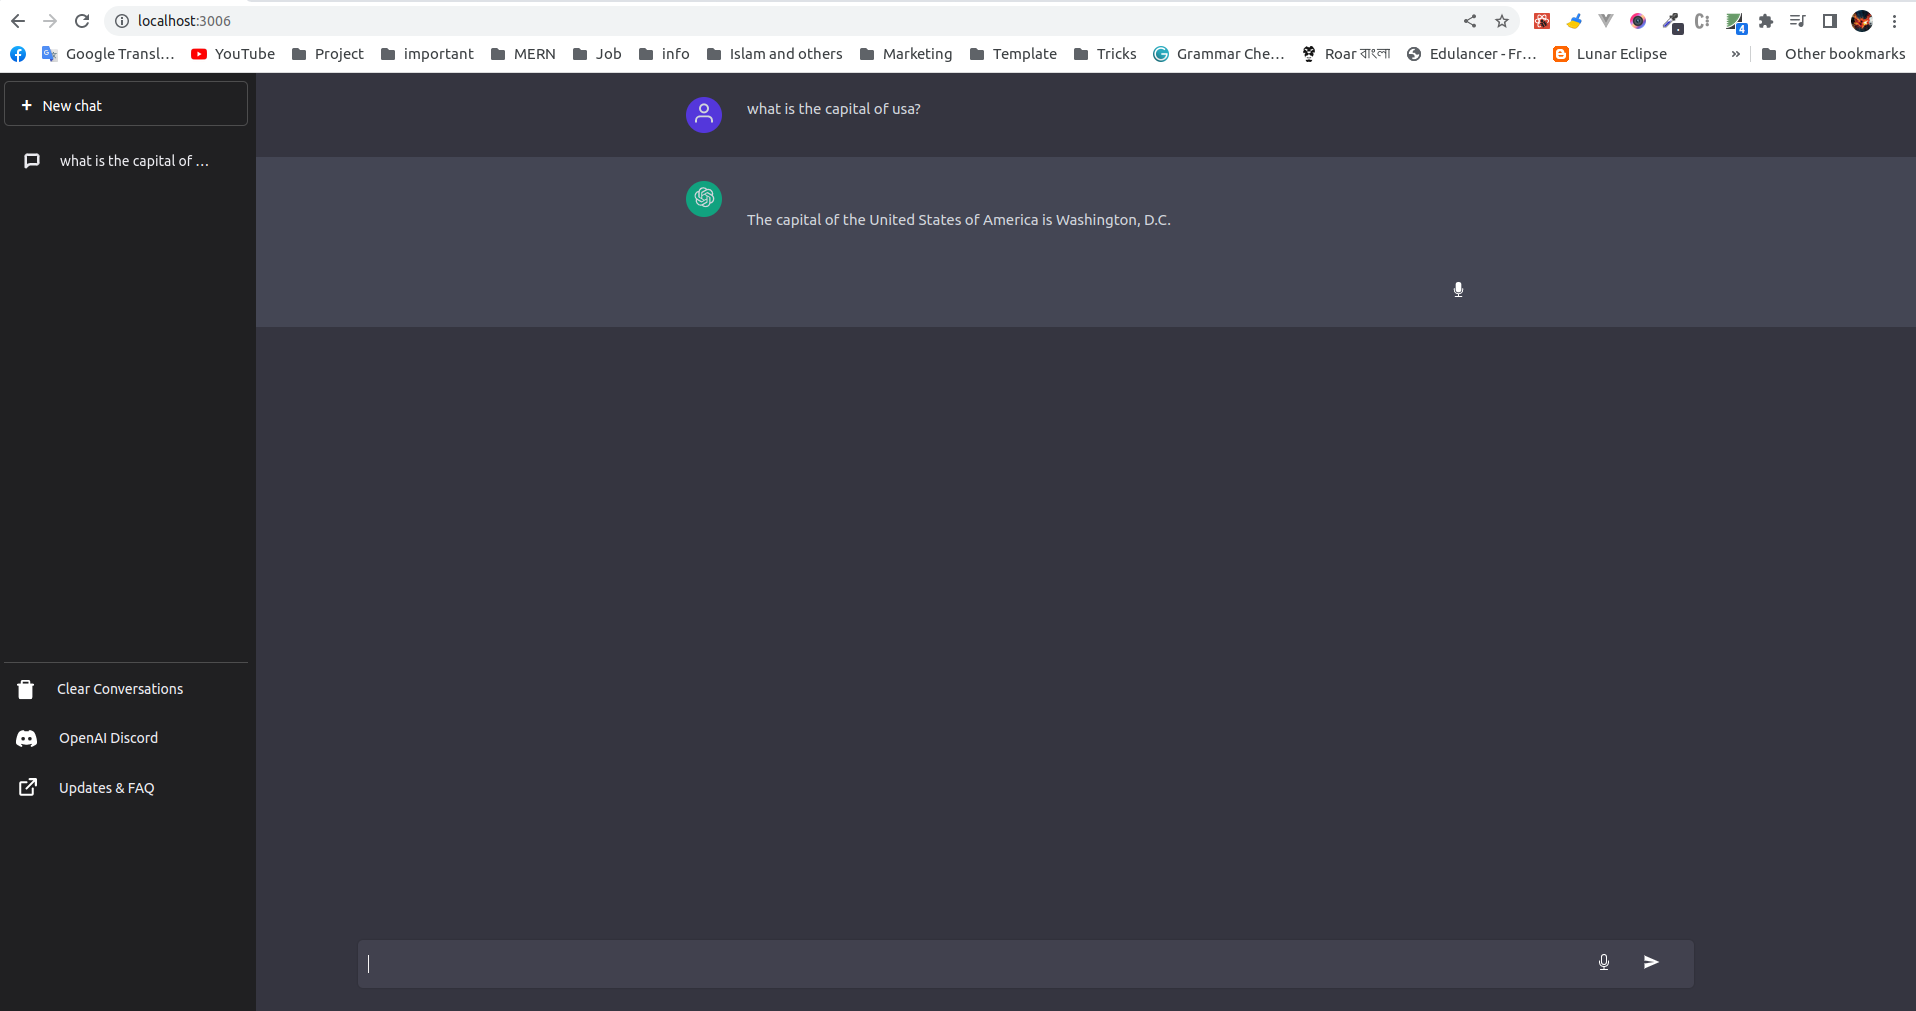 localhost:3006
Google Transl... YouTube Project important MERN Job info Islam and others Marketing Template Tricks Grammar Che... Roar বাংলা Edulancer - Fr... Lunar Eclipse » Other bookmarks
4
+ New chat
what is the capital of ...
what is the capital of usa?
The capital of the United States of America is Washington, D.C.
Clear Conversations
OpenAI Discord
Updates & FAQ